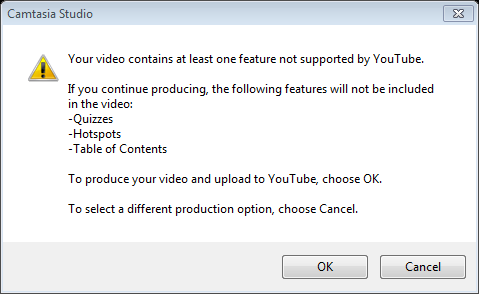 Camtasia Studio
Your video contains at least one feature not supported by YouTube.
If you continue producing, the following features will not be included
in the video:
-Quizzes
-Hotspots
-Table of Contents
To produce your video and upload to YouTube, choose OK.
To select a different production option, choose Cancel.
OK
Cancel